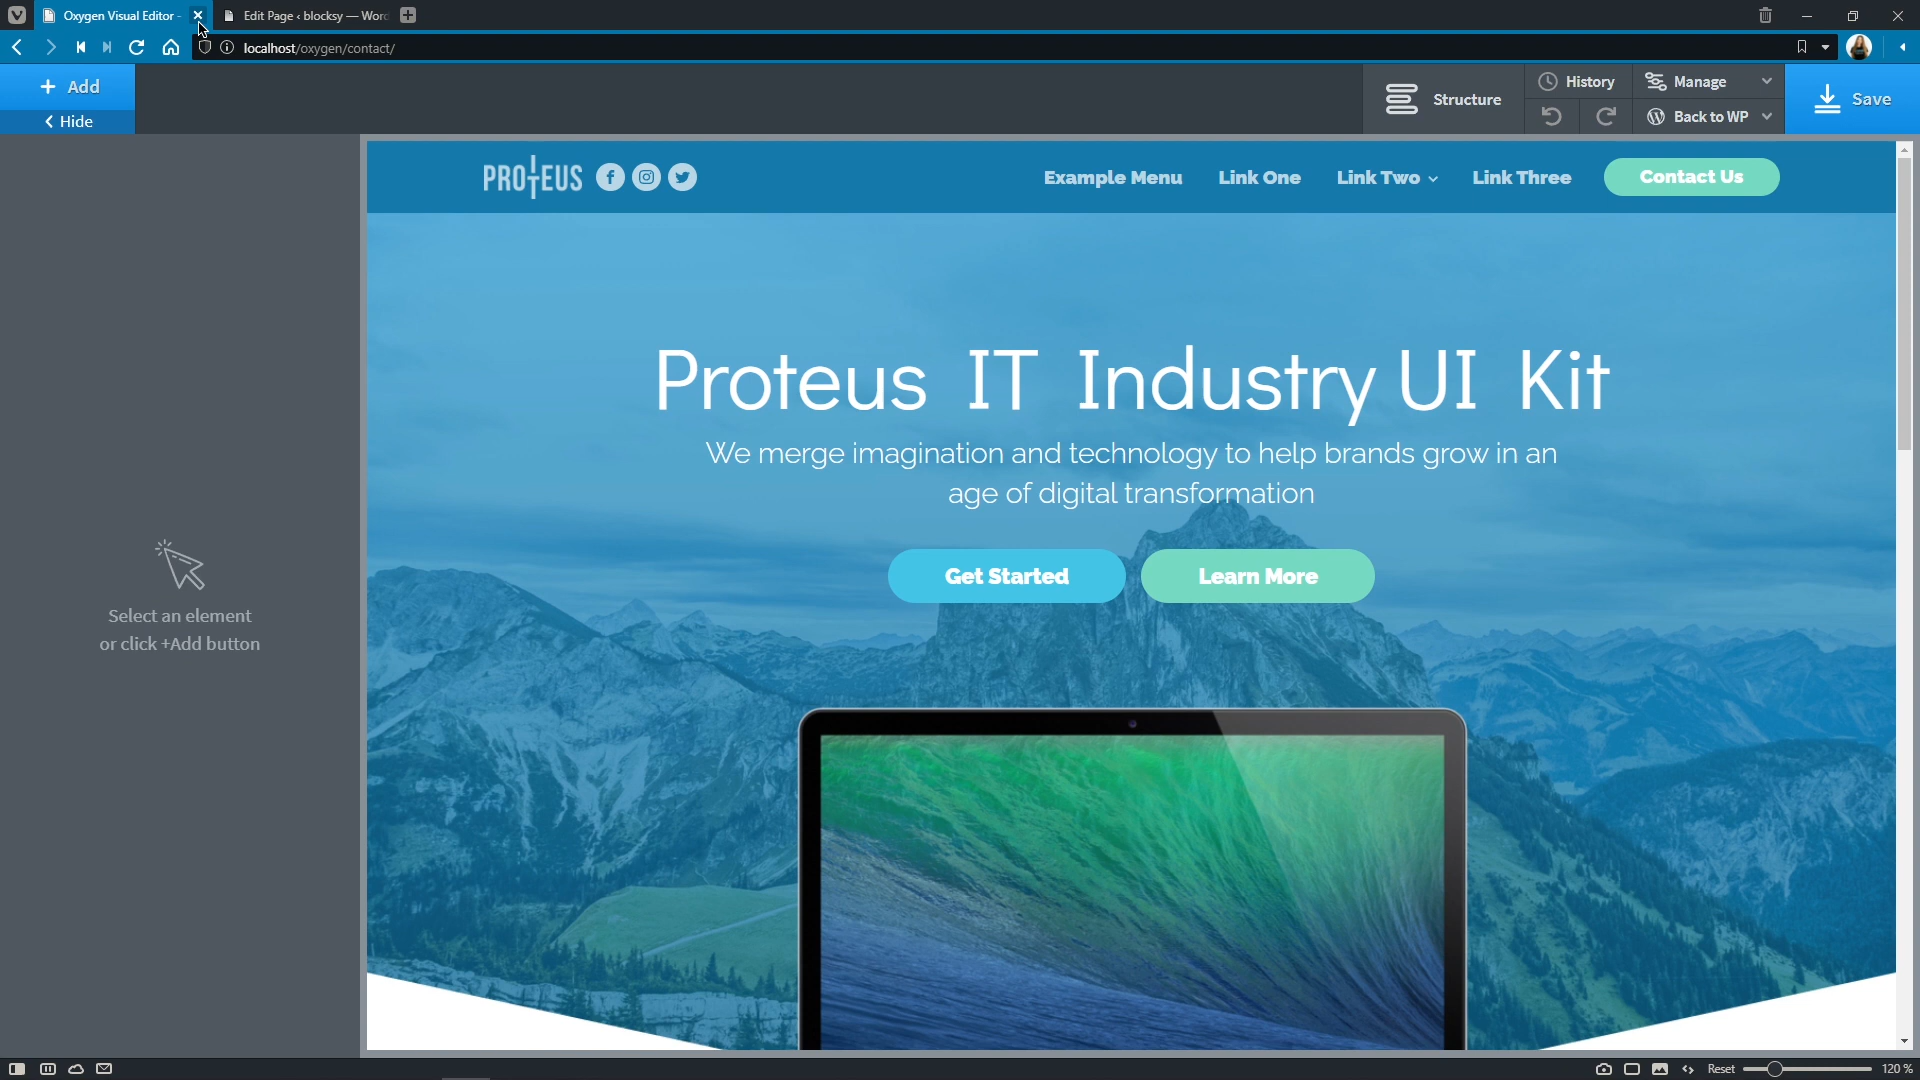 Oxygen Visual Editor -
Edit Page ‹ blocksy — Word
localhost/oxygen/contact/
+ Add
Hide
Structure
History
Manage
Back to WP
Save
PROTEUS
Example Menu
Link One
Link Two
Link Three
Contact Us
Proteus IT Industry UI Kit
We merge imagination and technology to help brands grow in an
age of digital transformation
Get Started
Learn More
Select an element
or click +Add button
Reset
120 %